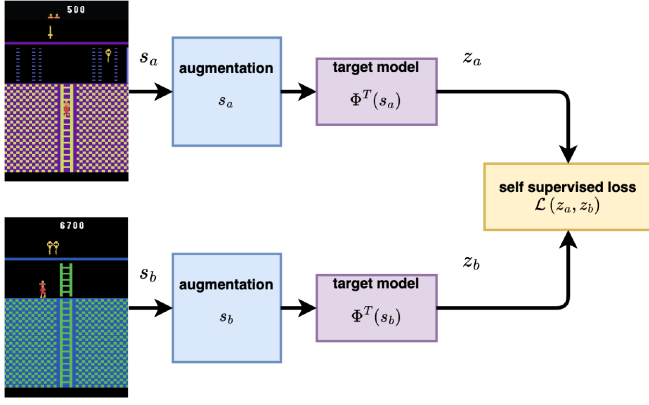 500
s_a
augmentation
s_a
target model
Φ^T(s_a)
z_a
self supervised loss
ℒ (z_a, z_b)
6700
s_b
augmentation
s_b
target model
Φ^T(s_b)
z_b